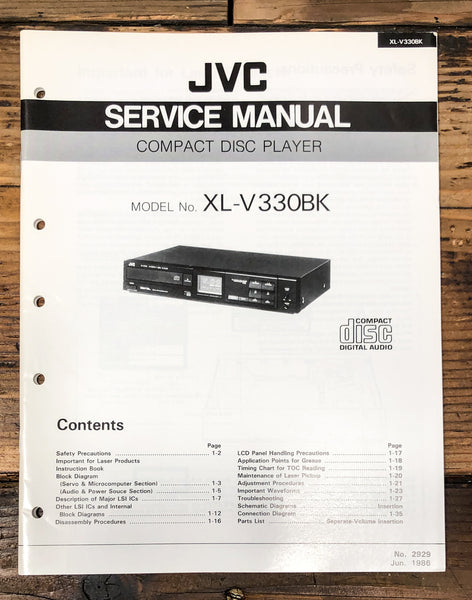 XL-V330BK
JVC
SERVICE MANUAL
COMPACT DISC PLAYER
MODEL No. XL-V330BK
JVC
COMPACT
disc
DIGITAL AUDIO
Contents
Page
Safety Precautions 1-2
Important for Laser Products
Instruction Book
Block Diagram
(Servo & Microcomputer Section) 1-3
(Audio & Power Souce Section) 1-5
Description of Major LSI ICs 1-7
Other LSI ICs and Internal
Block Diagrams 1-12
Disassembly Procedures 1-16
Page
LCD Panel Handling Precautions 1-17
Application Points for Grease 1-18
Timing Chart for TOC Reading 1-19
Maintenance of Laser Pickup 1-20
Adjustment Procedures 1-21
Important Waveforms 1-23
Troubleshooting 1-27
Schematic Diagrams Insertion
Connection Diagram 1-35
Parts List Separate-Volume Insertion
No. 2929
Jun. 1986